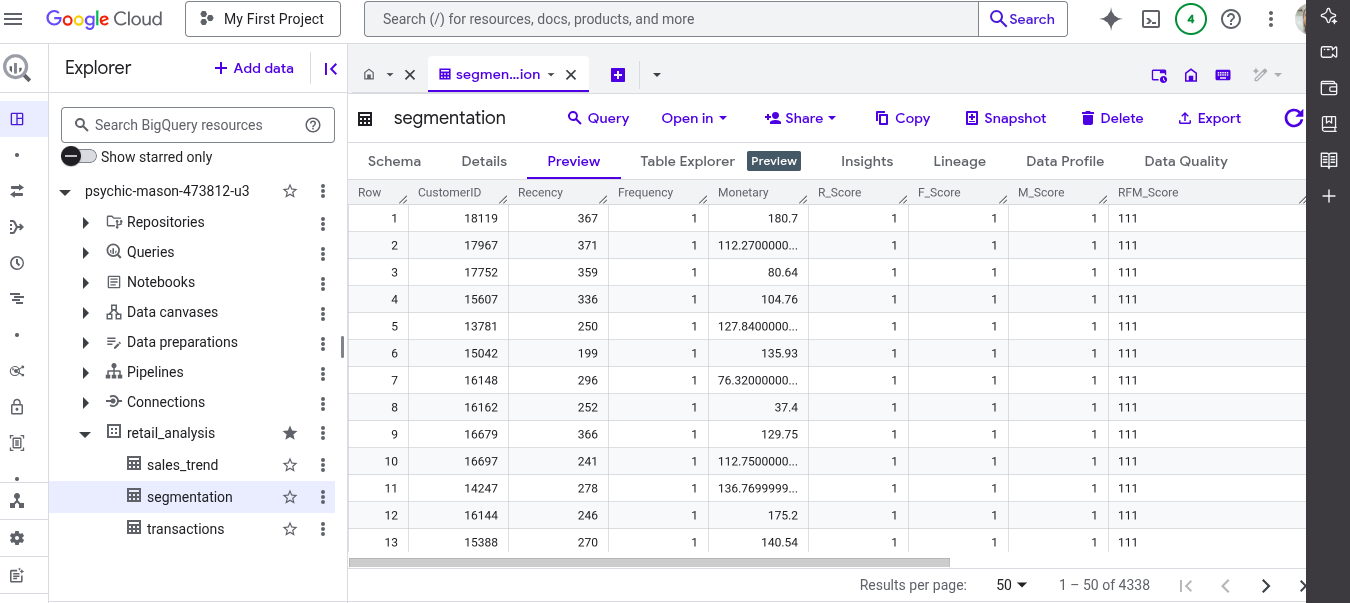 Google Cloud
My First Project
Search (/) for resources, docs, products, and more
Search
4
Explorer
+ Add data
segmen...ion
Search BigQuery resources
Show starred only
psychic-mason-473812-u3
Repositories
Queries
Notebooks
Data canvases
Data preparations
Pipelines
Connections
retail_analysis
sales_trend
segmentation
transactions
segmentation
Query
Open in
Share
Copy
Snapshot
Delete
Export
Schema Details Preview Table Explorer Preview Insights Lineage Data Profile Data Quality
Row CustomerID Recency Frequency Monetary R_Score F_Score M_Score RFM_Score
1 18119 367 1 180.7 1 1 1 111
2 17967 371 1 112.2700000... 1 1 1 111
3 17752 359 1 80.64 1 1 1 111
4 15607 336 1 104.76 1 1 1 111
5 13781 250 1 127.8400000... 1 1 1 111
6 15042 199 1 135.93 1 1 1 111
7 16148 296 1 76.32000000... 1 1 1 111
8 16162 252 1 37.4 1 1 1 111
9 16679 366 1 129.75 1 1 1 111
10 16697 241 1 112.7500000... 1 1 1 111
11 14247 278 1 136.7699999... 1 1 1 111
12 16144 246 1 175.2 1 1 1 111
13 15388 270 1 140.54 1 1 1 111
Results per page: 50 1 – 50 of 4338